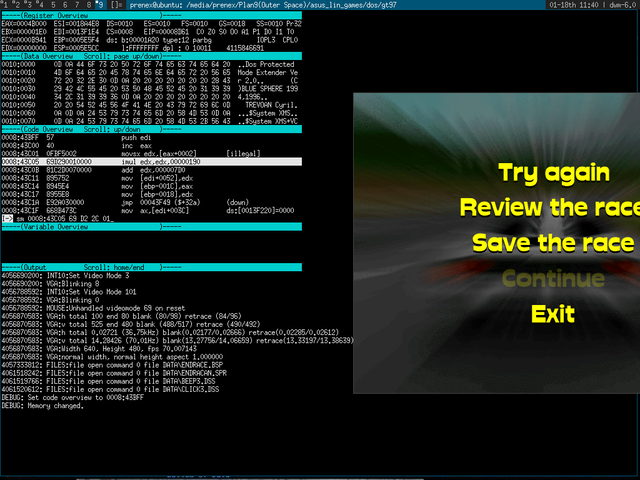 *1 *2 *3 4 5 6 7 8 *9 []= prenex@ubuntu: /media/prenex/Plan9(Outer Space)/asus_lin_games/dos/gt97 01-18th 11:40 | dwm-6.0
-----(Register Overview )-----
EAX=0004B000 ESI=0018A4E8 DS=0010 ES=0010 FS=0010 GS=0018 SS=0010 Pr32
EBX=000001E0 EDI=0013F1E4 CS=0008 EIP=00208D61 C0 Z0 S0 O0 A1 P1 D0 I1 T0
ECX=0000B941 EBP=0005E5F4 ds: b:00001A20 type:12 parbg IOPL3 CPL0
EDX=00000000 ESP=0005E5CC l:FFFFFFFF dpl : 0 10011 4115846691
-----(Data Overview Scroll: page up/down )-----
0010:0000 0D 0A 44 6F 73 20 50 72 6F 74 65 63 74 65 64 20 ..Dos Protected
0010:0010 4D 6F 64 65 20 45 78 74 65 6E 64 65 72 20 56 65 Mode Extender Ve
0010:0020 72 20 32 2E 30 0D 0A 20 20 20 20 20 20 20 28 43 r 2.0.. (C
0010:0030 29 42 4C 55 45 20 53 50 48 45 52 45 20 31 39 39 )BLUE SPHERE 199
0010:0040 34 2C 31 39 39 36 0D 0A 20 20 20 20 20 20 20 20 4,1996..
0010:0050 20 20 54 52 45 56 4F 41 4E 20 43 79 72 69 6C 0D TREVOAN Cyril.
0010:0060 0A 0D 0A 24 53 79 73 74 65 6D 20 58 4D 53 0D 0A ...$System XMS..
0010:0070 0D 0A 24 53 79 73 74 65 6D 20 58 4D 53 2B 56 43 ..$System XMS+VC
-----(Code Overview Scroll: up/down )-----
0008:43BFF 57 push edi
0008:43C00 40 inc eax
0008:43C01 0FBF5002 movsx edx,[eax+0002] [illegal]
0008:43C05 69D290010000 imul edx,edx,00000190
0008:43C0B 81C2D0070000 add edx,000007D0
0008:43C11 895752 mov [edi+0052],edx
0008:43C14 8945E4 mov [ebp-001C],eax
0008:43C17 8955E8 mov [ebp-0018],edx
0008:43C1A E92A030000 jmp 00043F49 ($+32a) (down)
0008:43C1F 668B473C mov ax,[edi+003C] ds:[0013F220]=0000
|-> sm 0008:43C05 69 D2 2C 01_
-----(Variable Overview )-----
-----(Output Scroll: home/end )-----
4056690200: INT10:Set Video Mode 3
4056690283: VGA:Blinking 8
4056788592: INT10:Set Video Mode 101
4056788592: VGA:Blinking 0
4056788592: MOUSE:Unhandled videomode 69 on reset
4056870583: VGA:h total 100 end 80 blank (80/98) retrace (84/96)
4056870583: VGA:v total 525 end 480 blank (488/517) retrace (490/492)
4056870583: VGA:h total 0,02721 (36,75kHz) blank(0,02177/0,02666) retrace(0,02285/0,02612)
4056870583: VGA:v total 14,28426 (70,01Hz) blank(13,27756/14,06659) retrace(13,33197/13,38639)
4056870583: VGA:Width 640, Height 480, fps 70,007143
4056870583: VGA:normal width, normal height aspect 1,000000
4057333812: FILES:file open command 0 file DATA\ENDRACE.BSP
4061518242: FILES:file open command 0 file DATA\ENDRACAN.SPR
4061519766: FILES:file open command 0 file DATA\BEEP3.DSS
4061520612: FILES:file open command 0 file DATA\CLICK3.DSS
DEBUG: Set code overview to 0008:43BFF
DEBUG: Memory changed.
Try again
Review the race
Save the race
Continue
Exit